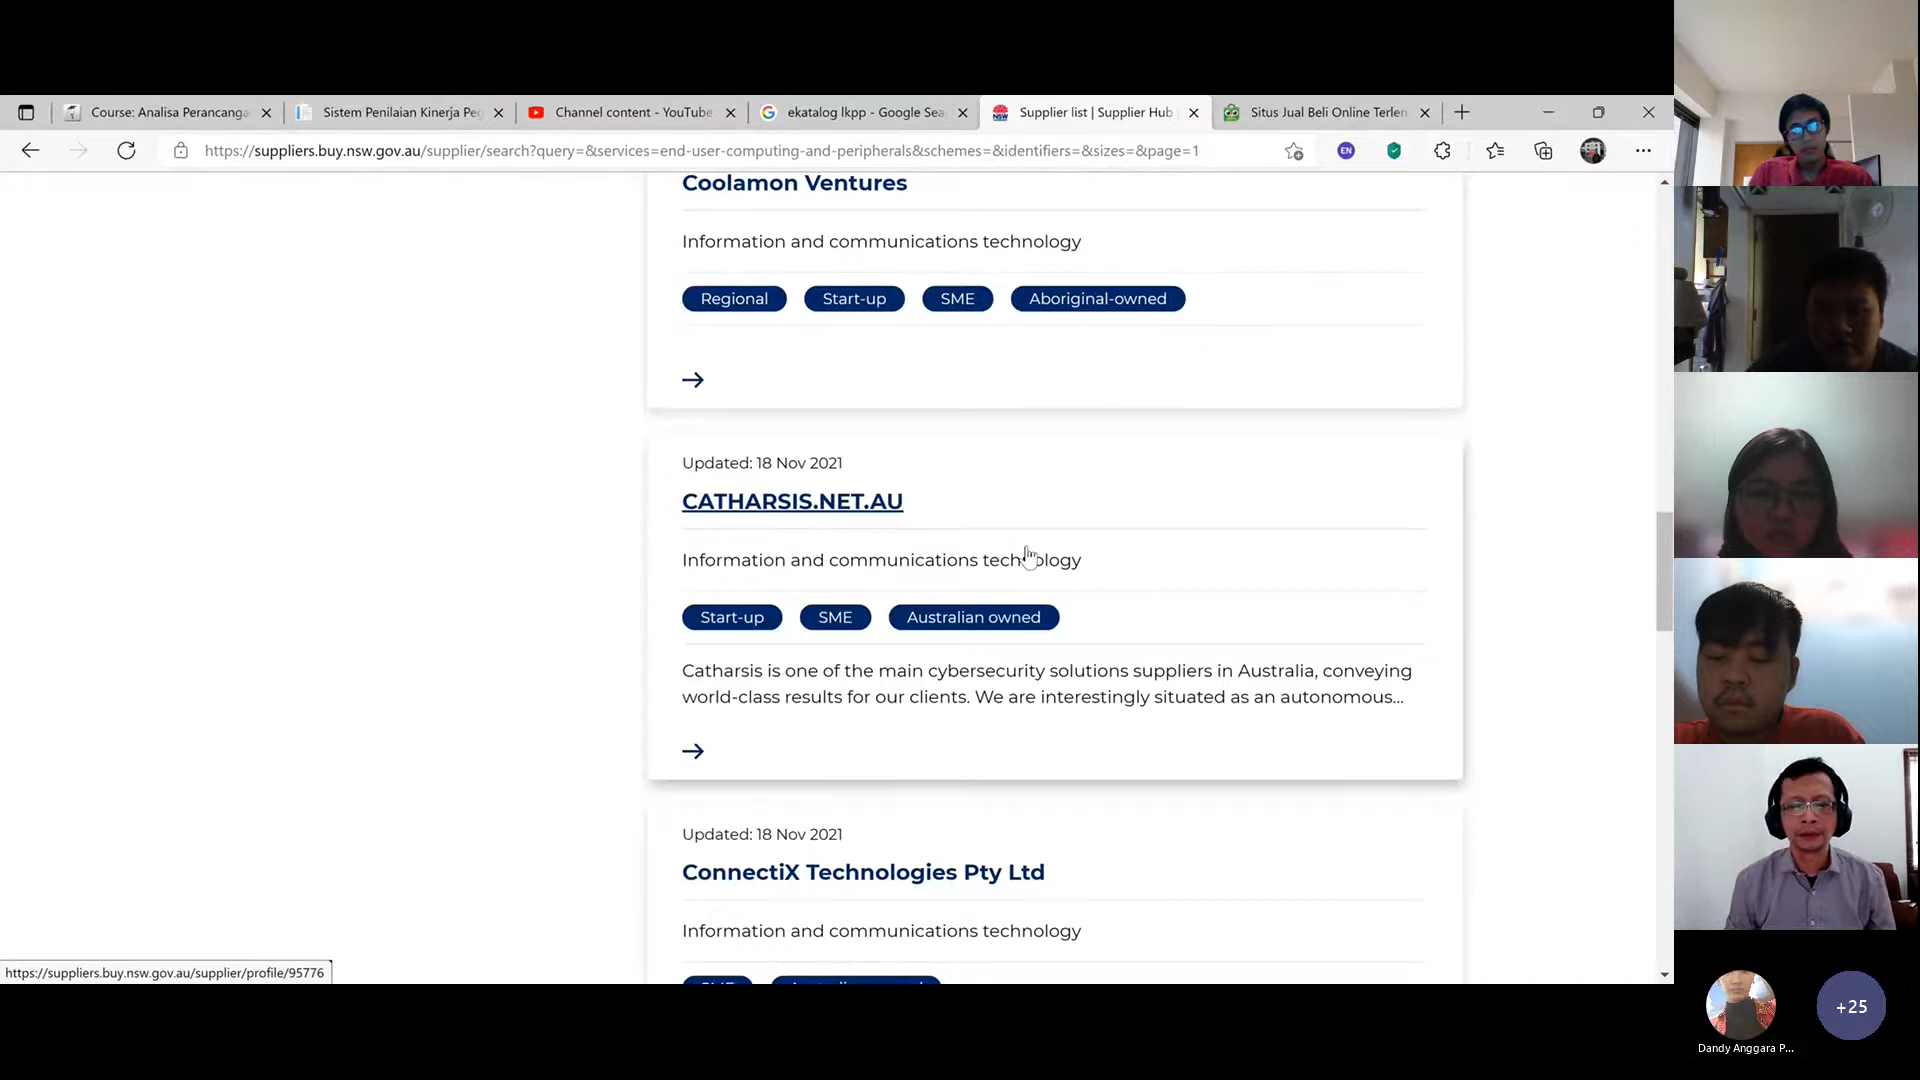 Course: Analisa Perancanga
Sistem Penilaian Kinerja Peg
Channel content - YouTube
ekatalog lkpp - Google Sea
Supplier list | Supplier Hub
Situs Jual Beli Online Terlen
https://suppliers.buy.nsw.gov.au/supplier/search?query=&services=end-user-computing-and-peripherals&schemes=&identifiers=&sizes=&page=1
EN
Coolamon Ventures
Information and communications technology
Regional
Start-up
SME
Aboriginal-owned
Updated: 18 Nov 2021
CATHARSIS.NET.AU
Information and communications technology
Start-up
SME
Australian owned
Catharsis is one of the main cybersecurity solutions suppliers in Australia, conveying
world-class results for our clients. We are interestingly situated as an autonomous...
Updated: 18 Nov 2021
ConnectiX Technologies Pty Ltd
Information and communications technology
https://suppliers.buy.nsw.gov.au/supplier/profile/95776
+25
Dandy Anggara P...